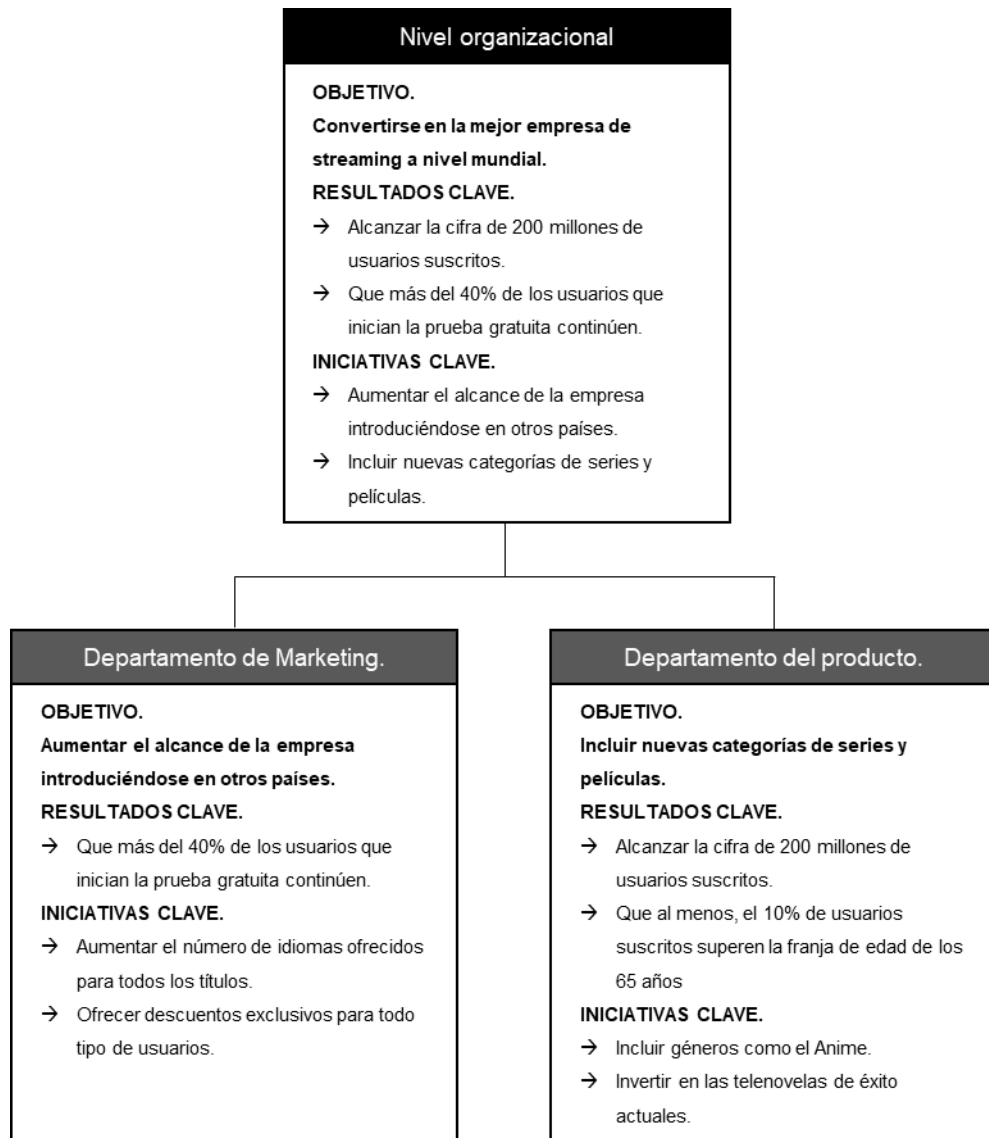 Nivel organizacional
OBJETIVO.
Convertirse en la mejor empresa de
streaming a nivel mundial.
RESULTADOS CLAVE.
→ Alcanzar la cifra de 200 millones de
usuarios suscritos.
→ Que más del 40% de los usuarios que
inician la prueba gratuita continúen.
INICIATIVAS CLAVE.
→ Aumentar el alcance de la empresa
introduciéndose en otros países.
→ Incluir nuevas categorías de series y
películas.
Departamento de Marketing.
OBJETIVO.
Aumentar el alcance de la empresa
introduciéndose en otros países.
RESULTADOS CLAVE.
→ Que más del 40% de los usuarios que
inician la prueba gratuita continúen.
INICIATIVAS CLAVE.
→ Aumentar el número de idiomas ofrecidos
para todos los títulos.
→ Ofrecer descuentos exclusivos para todo
tipo de usuarios.
Departamento del producto.
OBJETIVO.
Incluir nuevas categorías de series y
películas.
RESULTADOS CLAVE.
→ Alcanzar la cifra de 200 millones de
usuarios suscritos.
→ Que al menos, el 10% de usuarios
suscritos superen la franja de edad de los
65 años
INICIATIVAS CLAVE.
→ Incluir géneros como el Anime.
→ Invertir en las telenovelas de éxito
actuales.